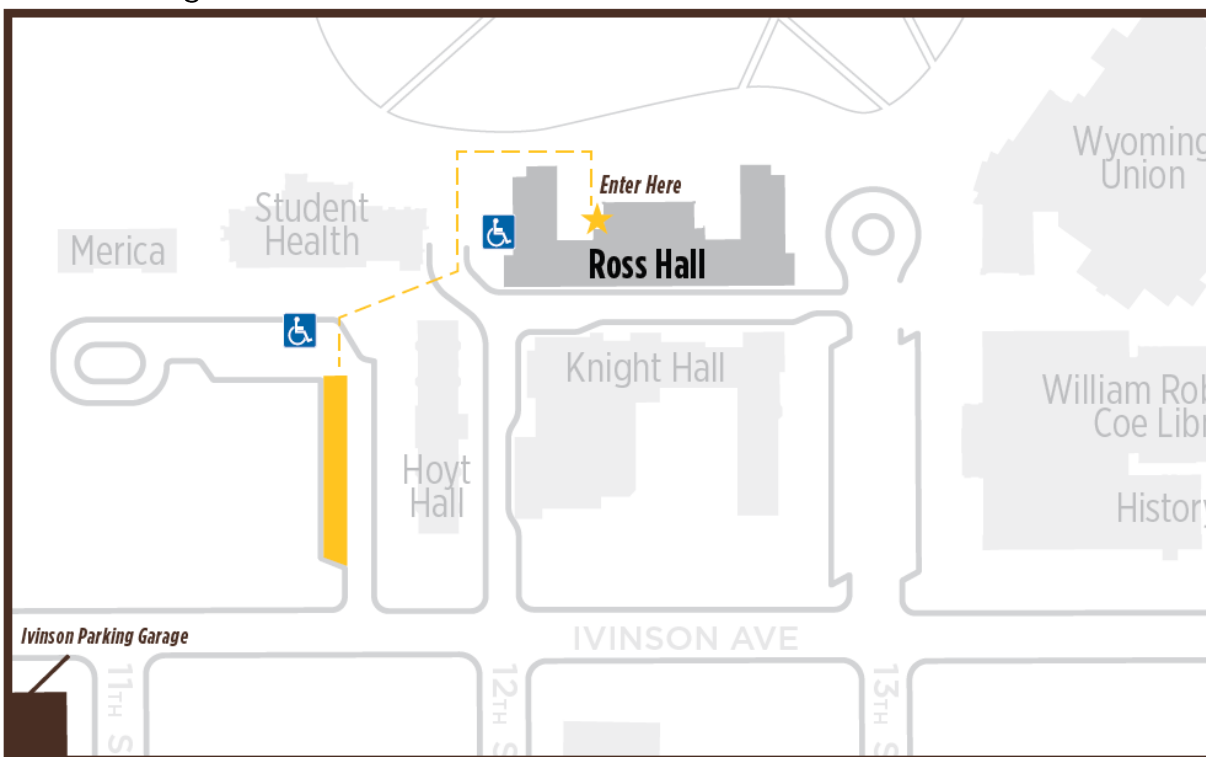 Enter Here
Wyoming
Union
Student
Health
Merica
Ross Hall
Knight Hall
William Rob
Coe Libr
Hoyt
Hall
History
Ivinson Parking Garage
IVINSON AVE
11TH S
12TH S
13TH S